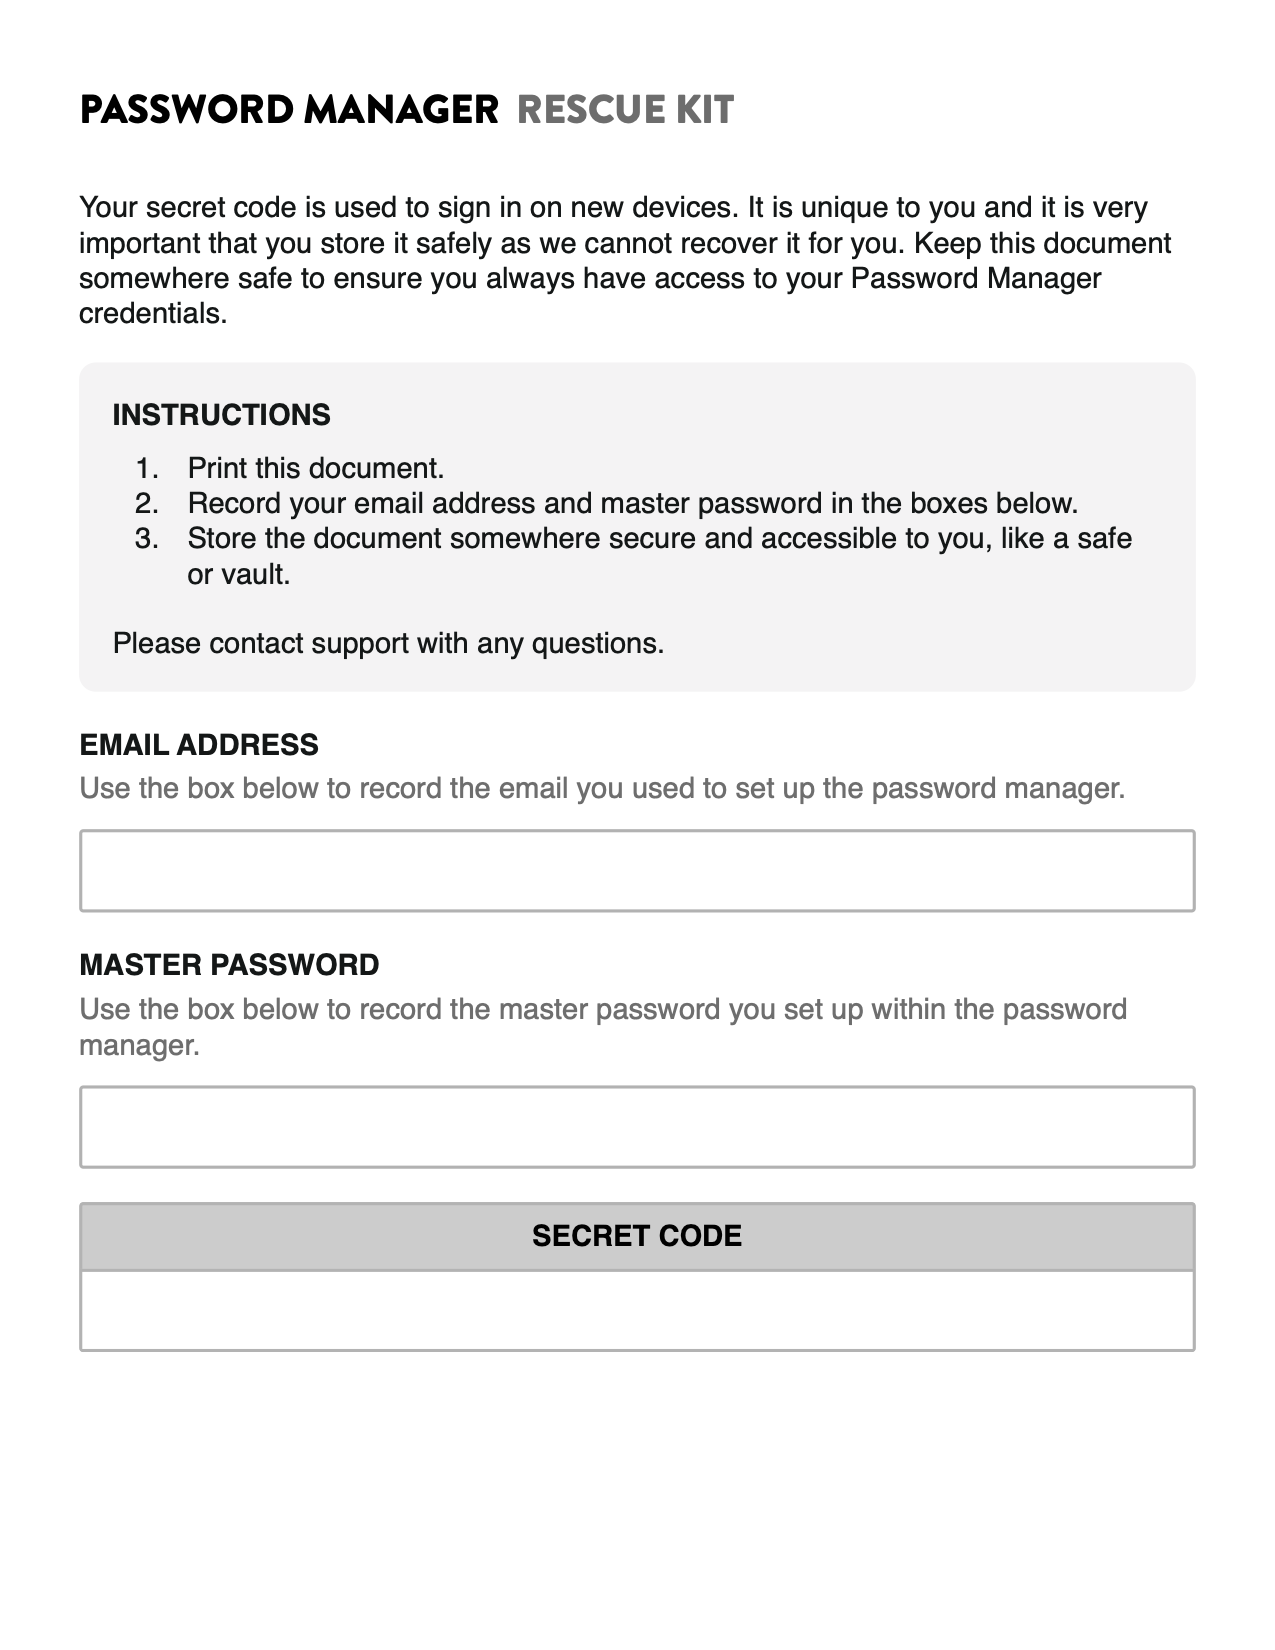 PASSWORD MANAGER RESCUE KIT
Your secret code is used to sign in on new devices. It is unique to you and it is very
important that you store it safely as we cannot recover it for you. Keep this document
somewhere safe to ensure you always have access to your Password Manager
credentials.
INSTRUCTIONS
1. Print this document.
2. Record your email address and master password in the boxes below.
3. Store the document somewhere secure and accessible to you, like a safe
or vault.
Please contact support with any questions.
EMAIL ADDRESS
Use the box below to record the email you used to set up the password manager.
MASTER PASSWORD
Use the box below to record the master password you set up within the password
manager.
SECRET CODE